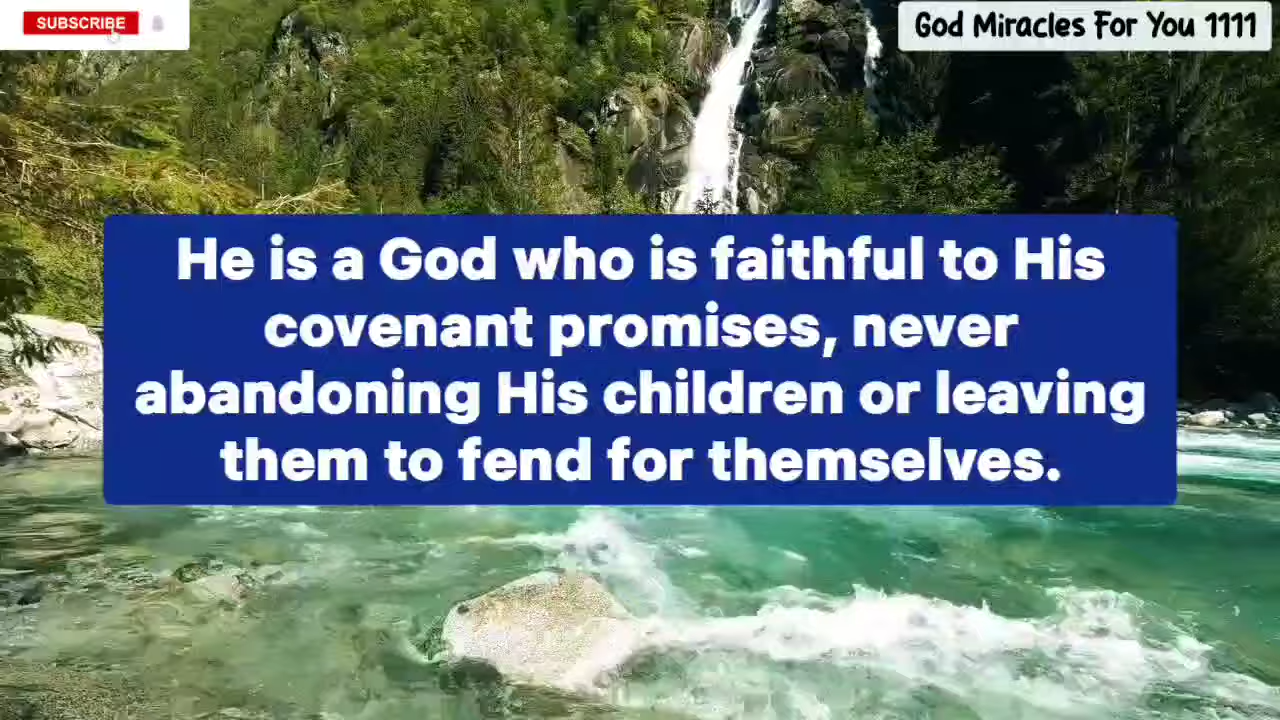 SUBSCRIBE
God Miracles For You 1111
He is a God who is faithful to His
covenant promises, never
abandoning His children or leaving
them to fend for themselves.